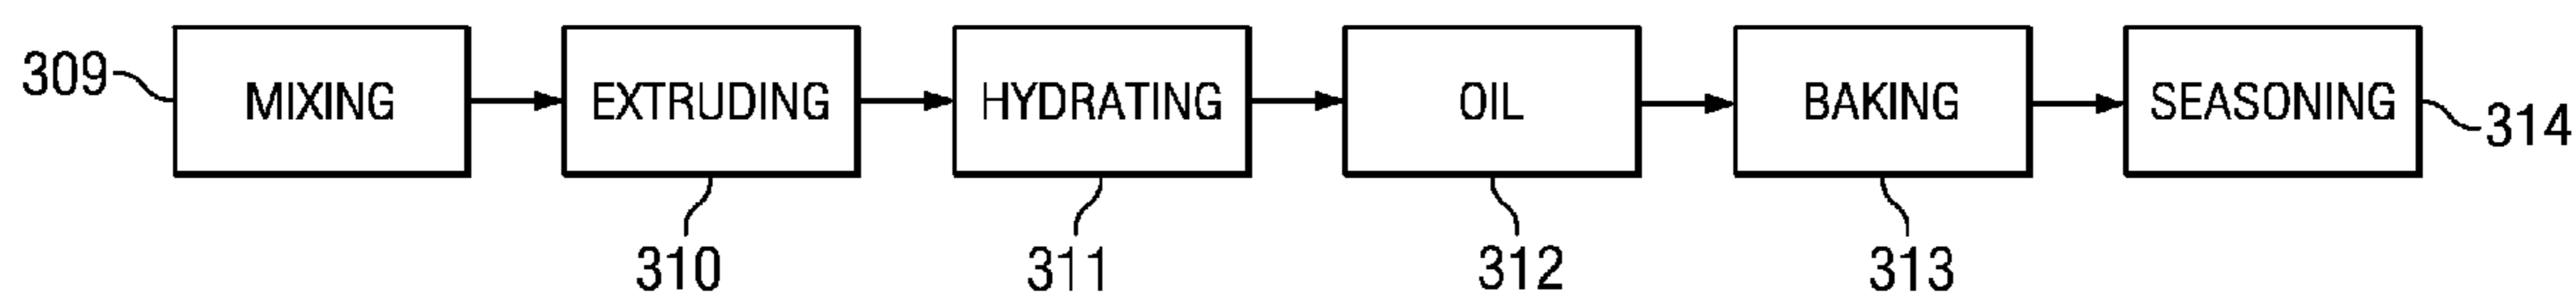 309 MIXING EXTRUDING HYDRATING OIL BAKING SEASONING 314
310 311 312 313